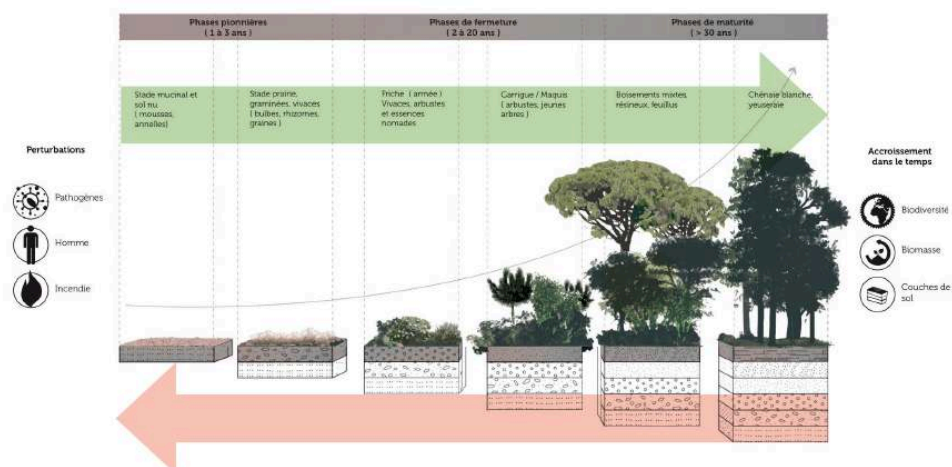 Phases pionnières
( 1 à 3 ans )
Phases de fermeture
( 2 à 20 ans )
Phases de maturité
( > 30 ans )
Stade mucinal et
sol nu
( mousses,
annelles)
Stade prairie,
graminées, vivaces
( bulbes, rhizomes,
graines )
Friche ( armée )
Vivaces, arbustes
et essences
nomades
Garrigue / Maquis
( arbustes, jeunes
arbres )
Boisements mixtes,
résineux, feuillus
Chênaie blanche,
yeuseraie
Perturbations
Pathogènes
Homme
Incendie
Accroissement
dans le temps
Biodiversité
Biomasse
Couches de
sol